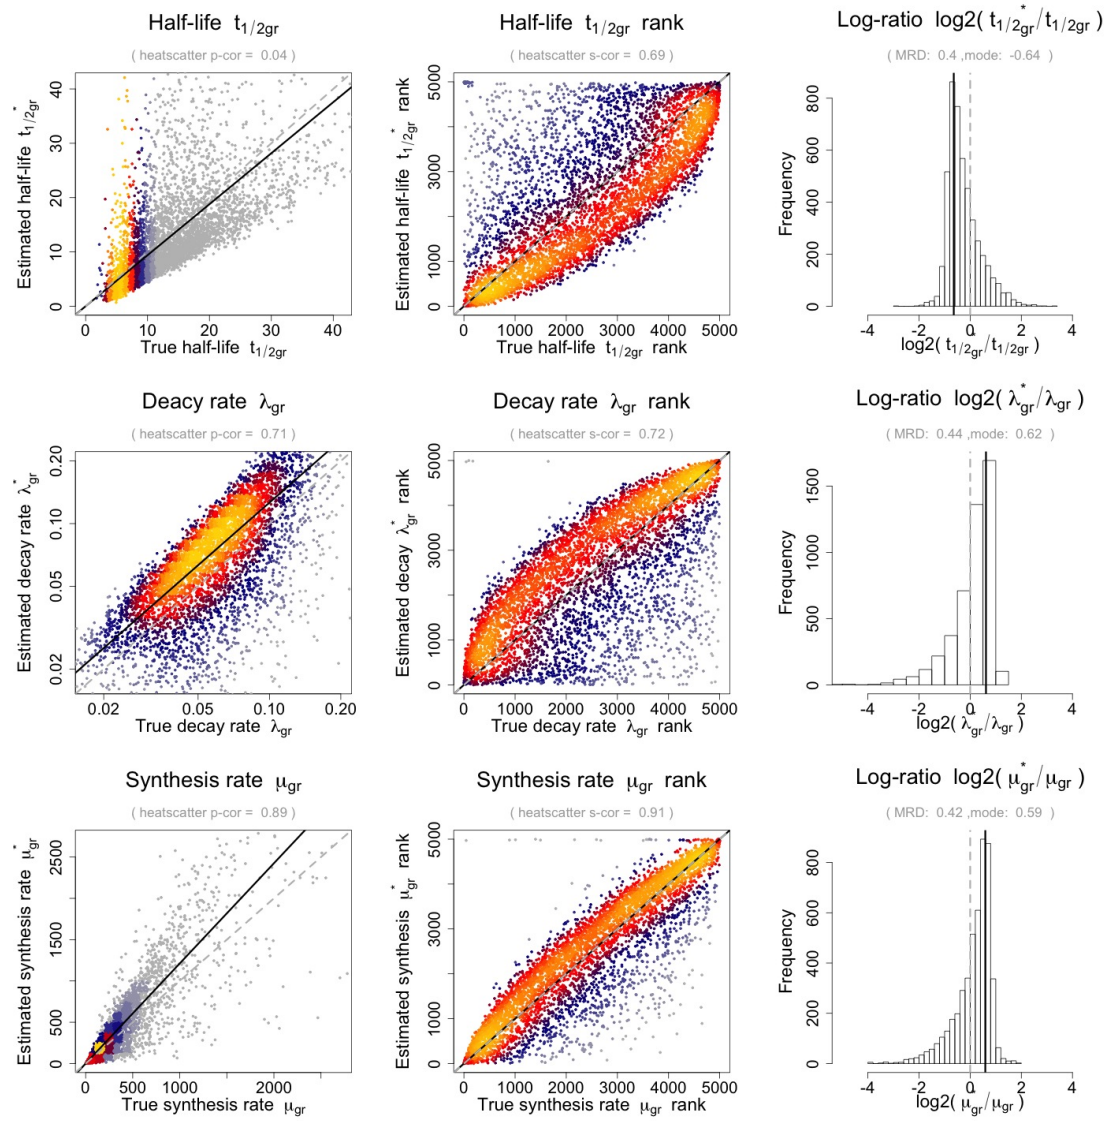 Half-life t1/2gr
( heatscatter p-cor = 0.04 )
Estimated half-life t*1/2gr
40
30
20
10
0
0 10 20 30 40
True half-life t1/2gr
Half-life t1/2gr rank
( heatscatter s-cor = 0.69 )
Estimated half-life t*1/2gr rank
5000
3000
1000
0
0 1000 2000 3000 4000 5000
True half-life t1/2gr rank
Log-ratio log2( t*1/2gr/t1/2gr )
( MRD: 0.4 ,mode: -0.64 )
Frequency
800
600
400
200
0
-4 -2 0 2 4
log2( t1/2gr/t1/2gr )
Deacy rate λgr
( heatscatter p-cor = 0.71 )
Estimated decay rate λ*gr
0.20
0.10
0.05
0.02
0.02 0.05 0.10 0.20
True decay rate λgr
Decay rate λgr rank
( heatscatter s-cor = 0.72 )
Estimated decay λ*gr rank
5000
3000
1000
0
0 1000 2000 3000 4000 5000
True decay rate λgr rank
Log-ratio log2( λ*gr/λgr )
( MRD: 0.44 ,mode: 0.62 )
Frequency
1500
1000
500
0
-4 -2 0 2 4
log2( λgr/λgr )
Synthesis rate μgr
( heatscatter p-cor = 0.89 )
Estimated synthesis rate μ*gr
2500
1500
500
0
0 500 1000 2000
True synthesis rate μgr
Synthesis rate μgr rank
( heatscatter s-cor = 0.91 )
Estimated synthesis μ*gr rank
5000
3000
1000
0
0 1000 2000 3000 4000 5000
True synthesis rate μgr rank
Log-ratio log2( μ*gr/μgr )
( MRD: 0.42 ,mode: 0.59 )
Frequency
800
600
400
200
0
-4 -2 0 2 4
log2( μgr/μgr )